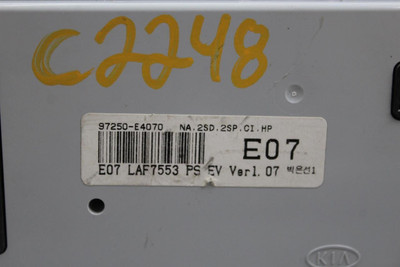 C2248
97250-E4070 NA.2SD.2SP.CI.HP
E07
E07 LAF7553 PS EV Ver1.07
KIA